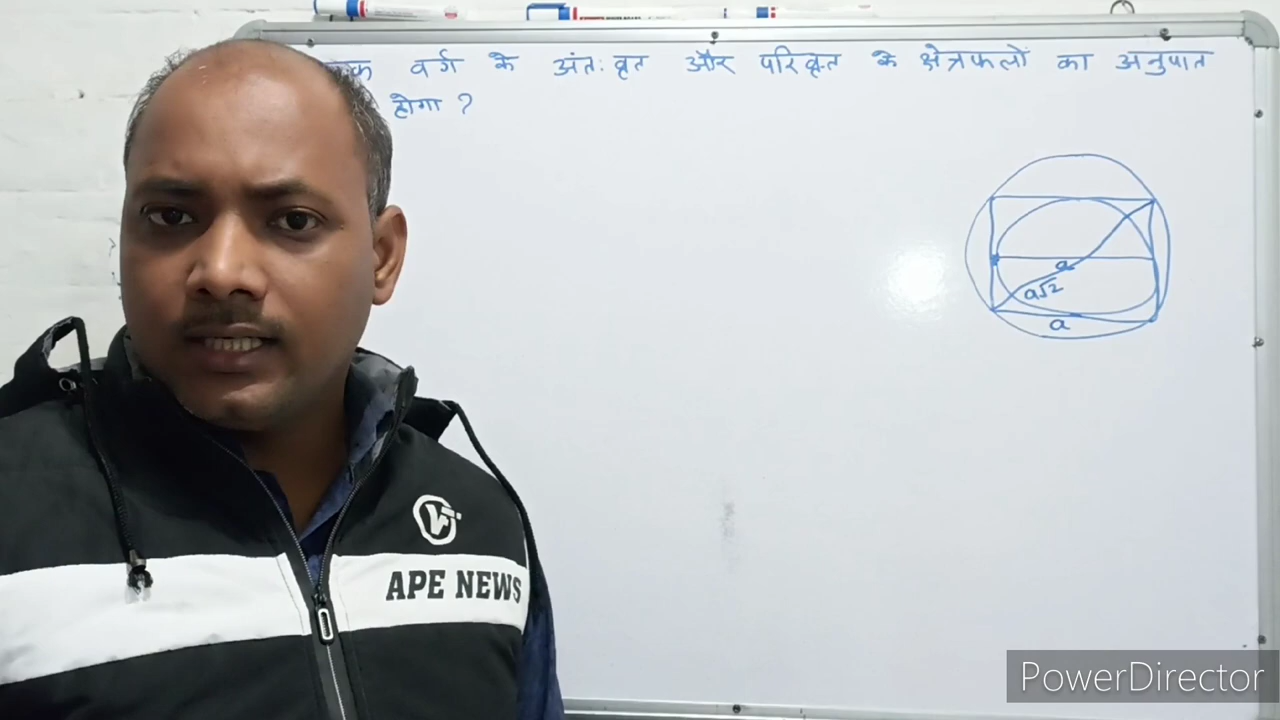 वर्ग के अंत: वृत और परिवृत के क्षेत्रफलों का अनुपात
होगा ?
a
a√2
a
APE NEWS
PowerDirector